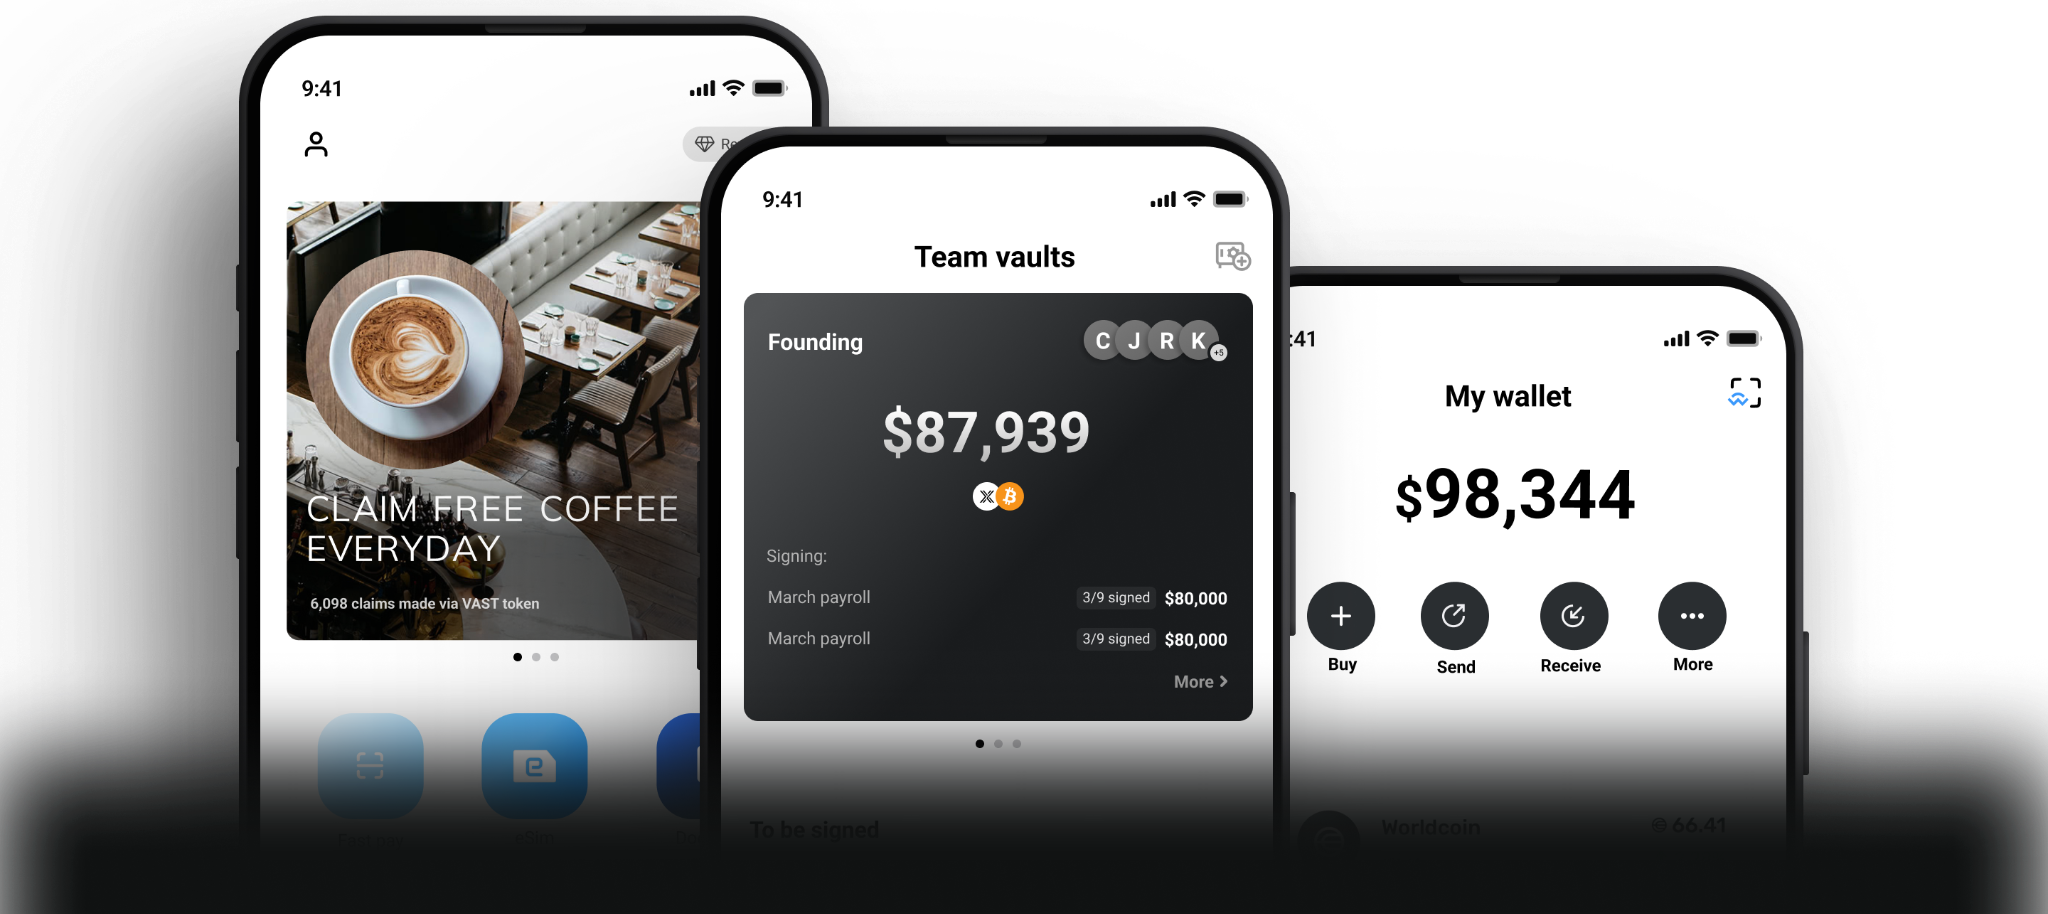 9:41
CLAIM FREE COFFEE
EVERYDAY
6,098 claims made via VAST token
eSim
9:41
Team vaults
Founding
C J R K +5
$87,939
Signing:
March payroll 3/9 signed $80,000
March payroll 3/9 signed $80,000
More
To be signed
:41
My wallet
$98,344
Buy Send Receive More
Worldcoin 66.41